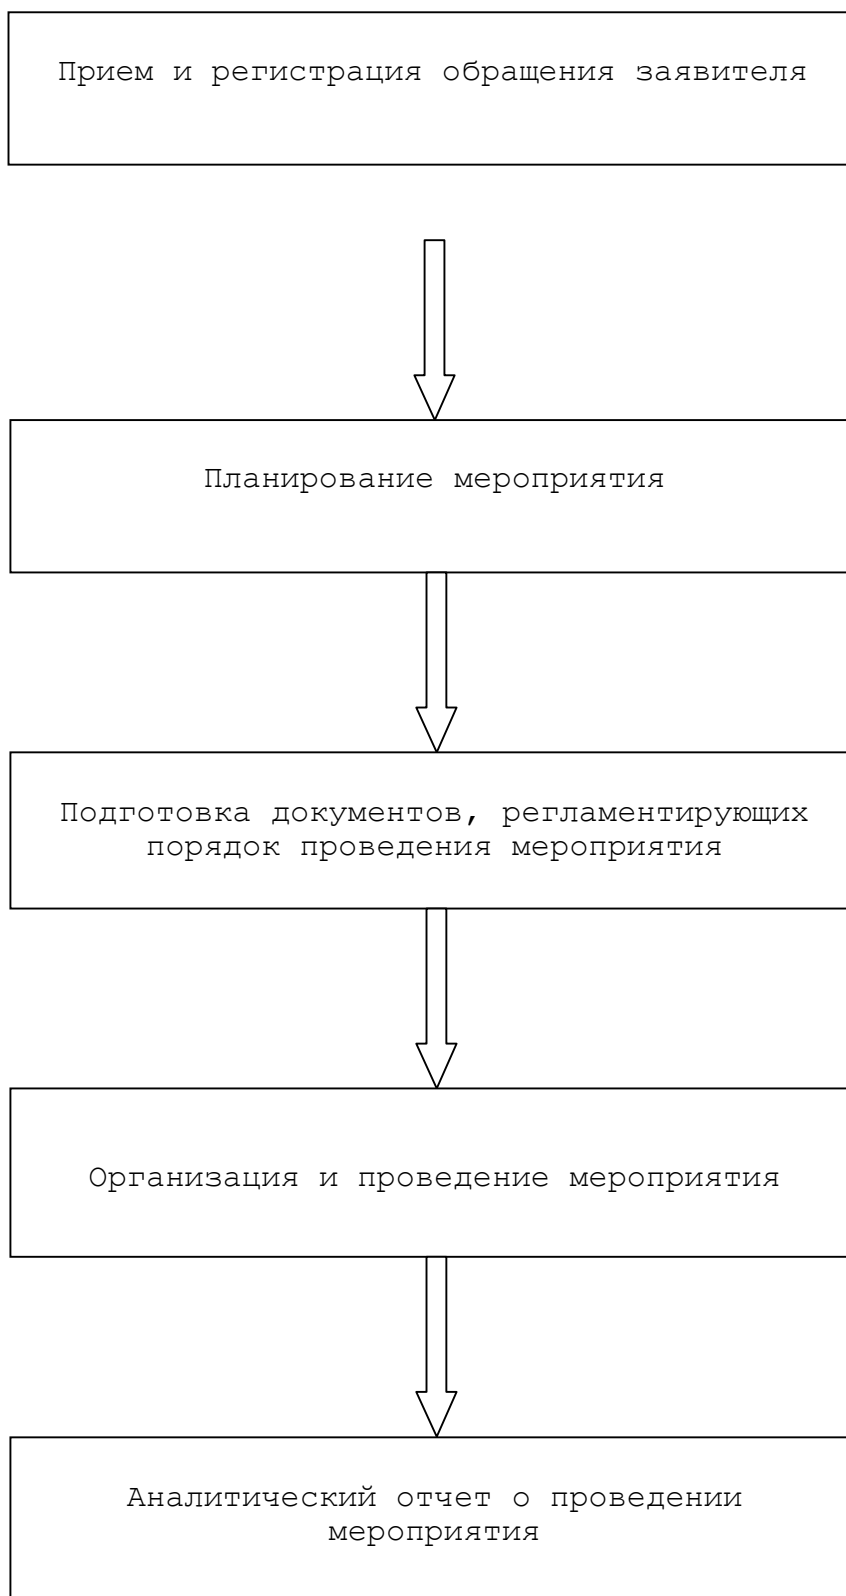 Прием и регистрация обращения заявителя
Планирование мероприятия
Подготовка документов, регламентирующих
порядок проведения мероприятия
Организация и проведение мероприятия
Аналитический отчет о проведении
мероприятия